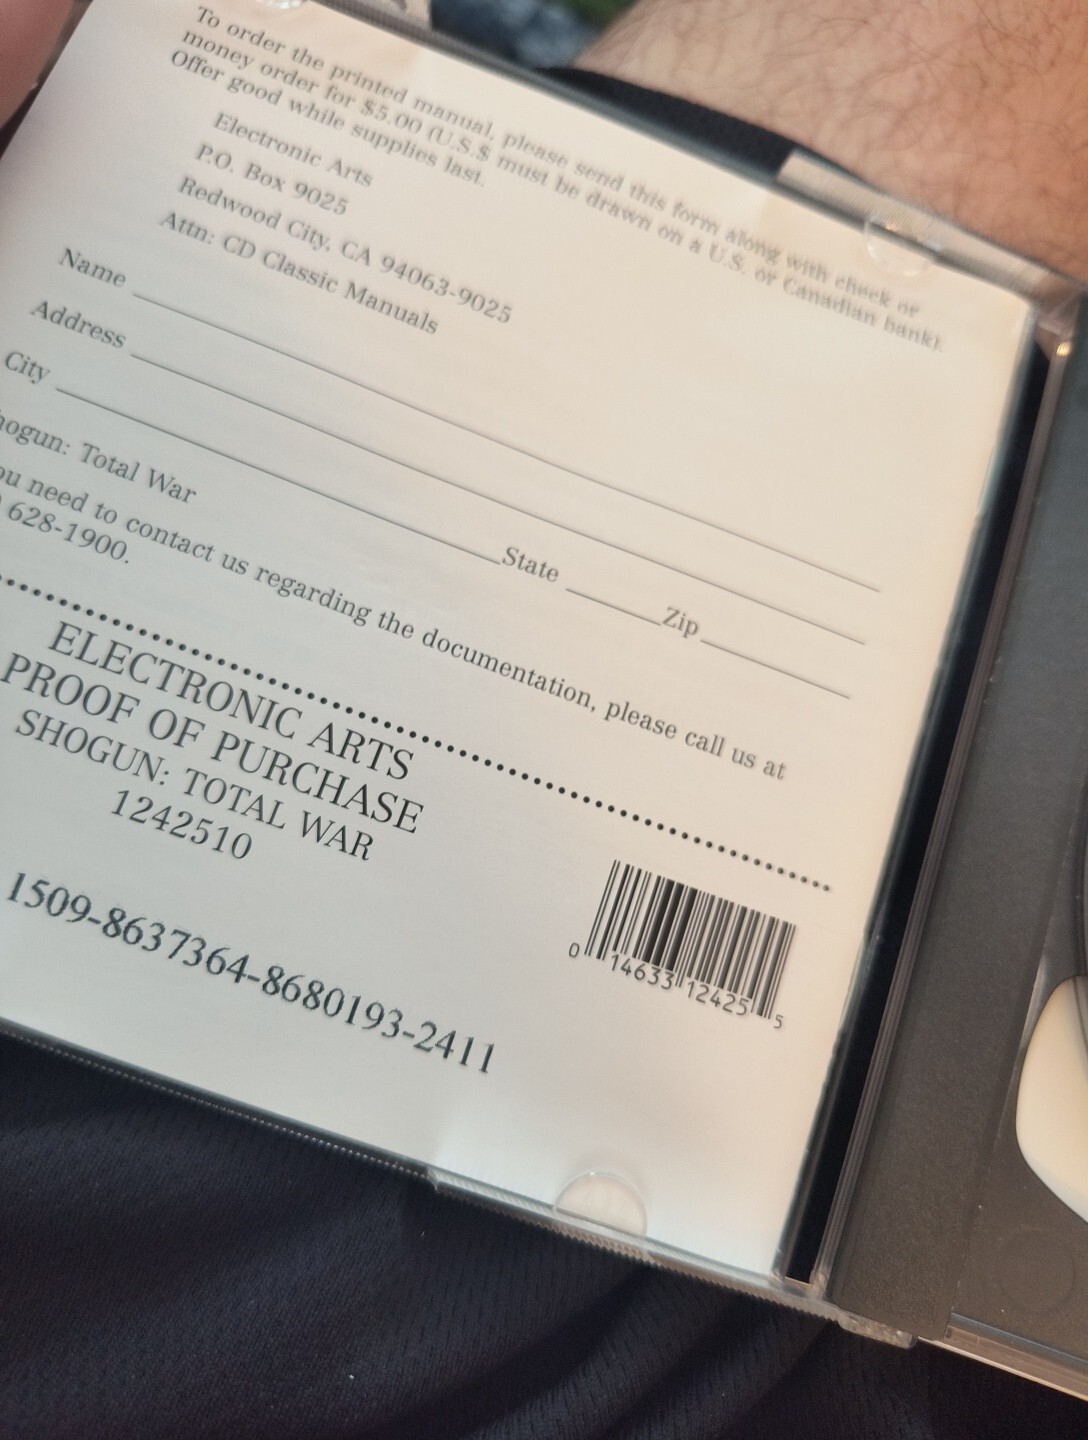 To order the printed manual, please send this form along with check or
money order for $5.00 (U.S.$ must be drawn on a U.S. or Canadian bank).
Offer good while supplies last.
Electronic Arts
P.O. Box 9025
Redwood City, CA 94063-9025
Attn: CD Classic Manuals
Name
Address
City State Zip
hogun: Total War
ou need to contact us regarding the documentation, please call us at
) 628-1900.
ELECTRONIC ARTS
PROOF OF PURCHASE
SHOGUN: TOTAL WAR
1242510
1509-8637364-8680193-2411
0 14633 12425 5